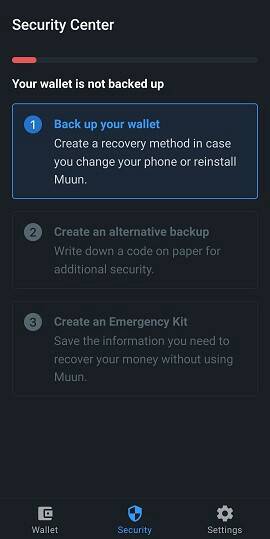 Security Center
Your wallet is not backed up
1 Back up your wallet
Create a recovery method in case
you change your phone or reinstall
Muun.
2 Create an alternative backup
Write down a code on paper for
additional security.
3 Create an Emergency Kit
Save the information you need to
recover your money without using
Muun.
Wallet Security Settings